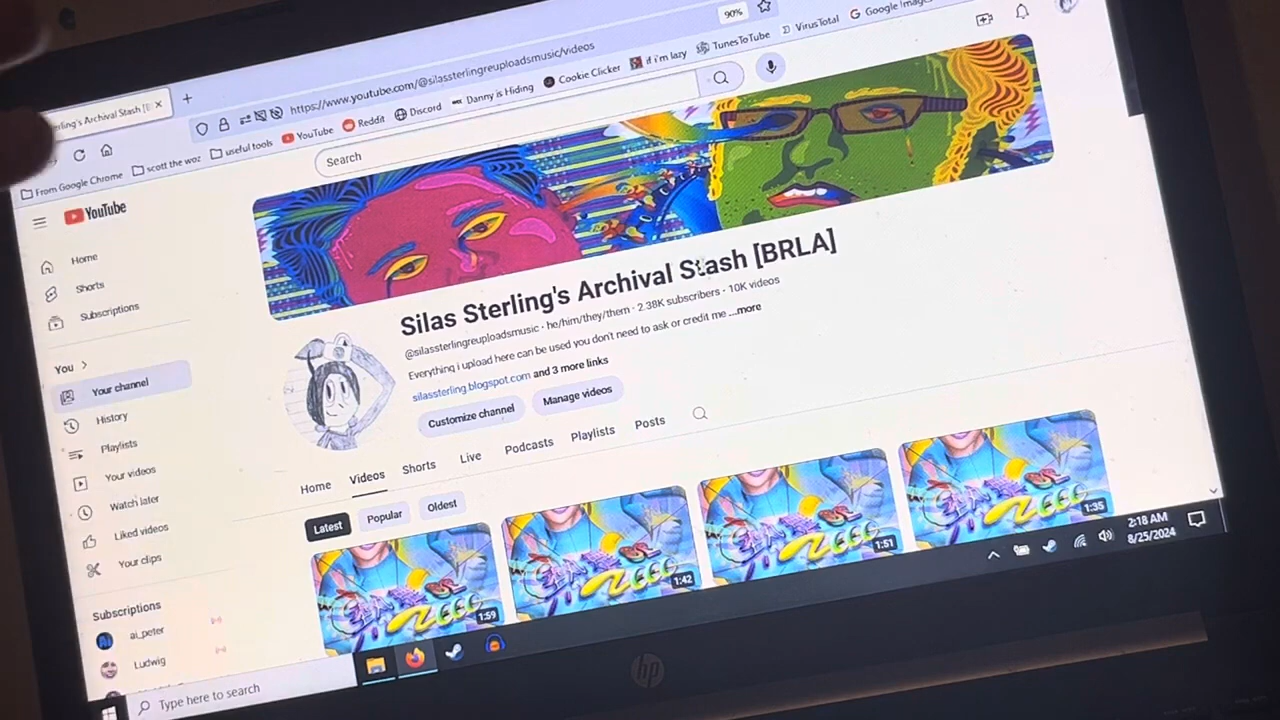 90%
erling's Archival Stash [B
https://www.youtube.com/@silassterlingreuploadsmusic/videos
From Google Chrome
scott the woz
useful tools
YouTube
Reddit
Discord
Danny is Hiding
Cookie Clicker
if i'm lazy
TunesToTube
VirusTotal
Google Images
YouTube
Search
Home
Shorts
Subscriptions
You
Your channel
History
Playlists
Your videos
Watch later
Liked videos
Your clips
Subscriptions
ai_peter
Ludwig
Silas Sterling's Archival Stash [BRLA]
@silassterlingreuploadsmusic · he/him/they/them · 2.38K subscribers · 10K videos
Everything i upload here can be used you don't need to ask or credit me ...more
silassterling.blogspot.com and 3 more links
Customize channel
Manage videos
Home
Videos
Shorts
Live
Podcasts
Playlists
Posts
Latest
Popular
Oldest
1:59
1:42
1:51
1:35
Type here to search
2:18 AM
8/25/2024
hp